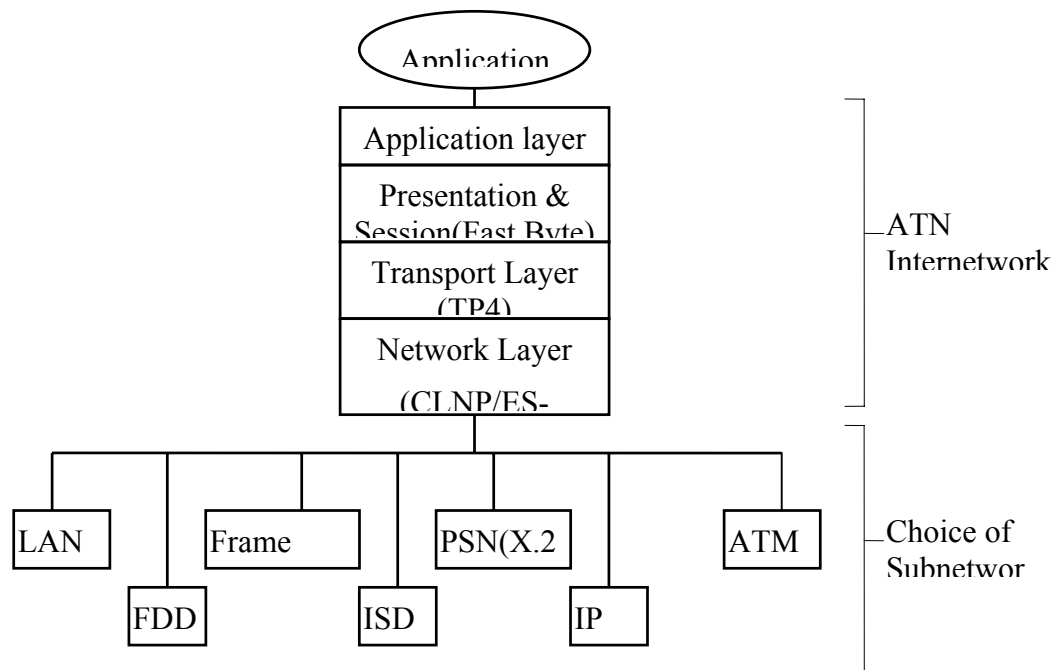 Application
Application layer
Presentation &
Session(Fast Byte)
Transport Layer
(TP4)
Network Layer
(CLNP/ES-
ATN
Internetwork
LAN
Frame
PSN(X.2
ATM
FDD
ISD
IP
Choice of
Subnetwor